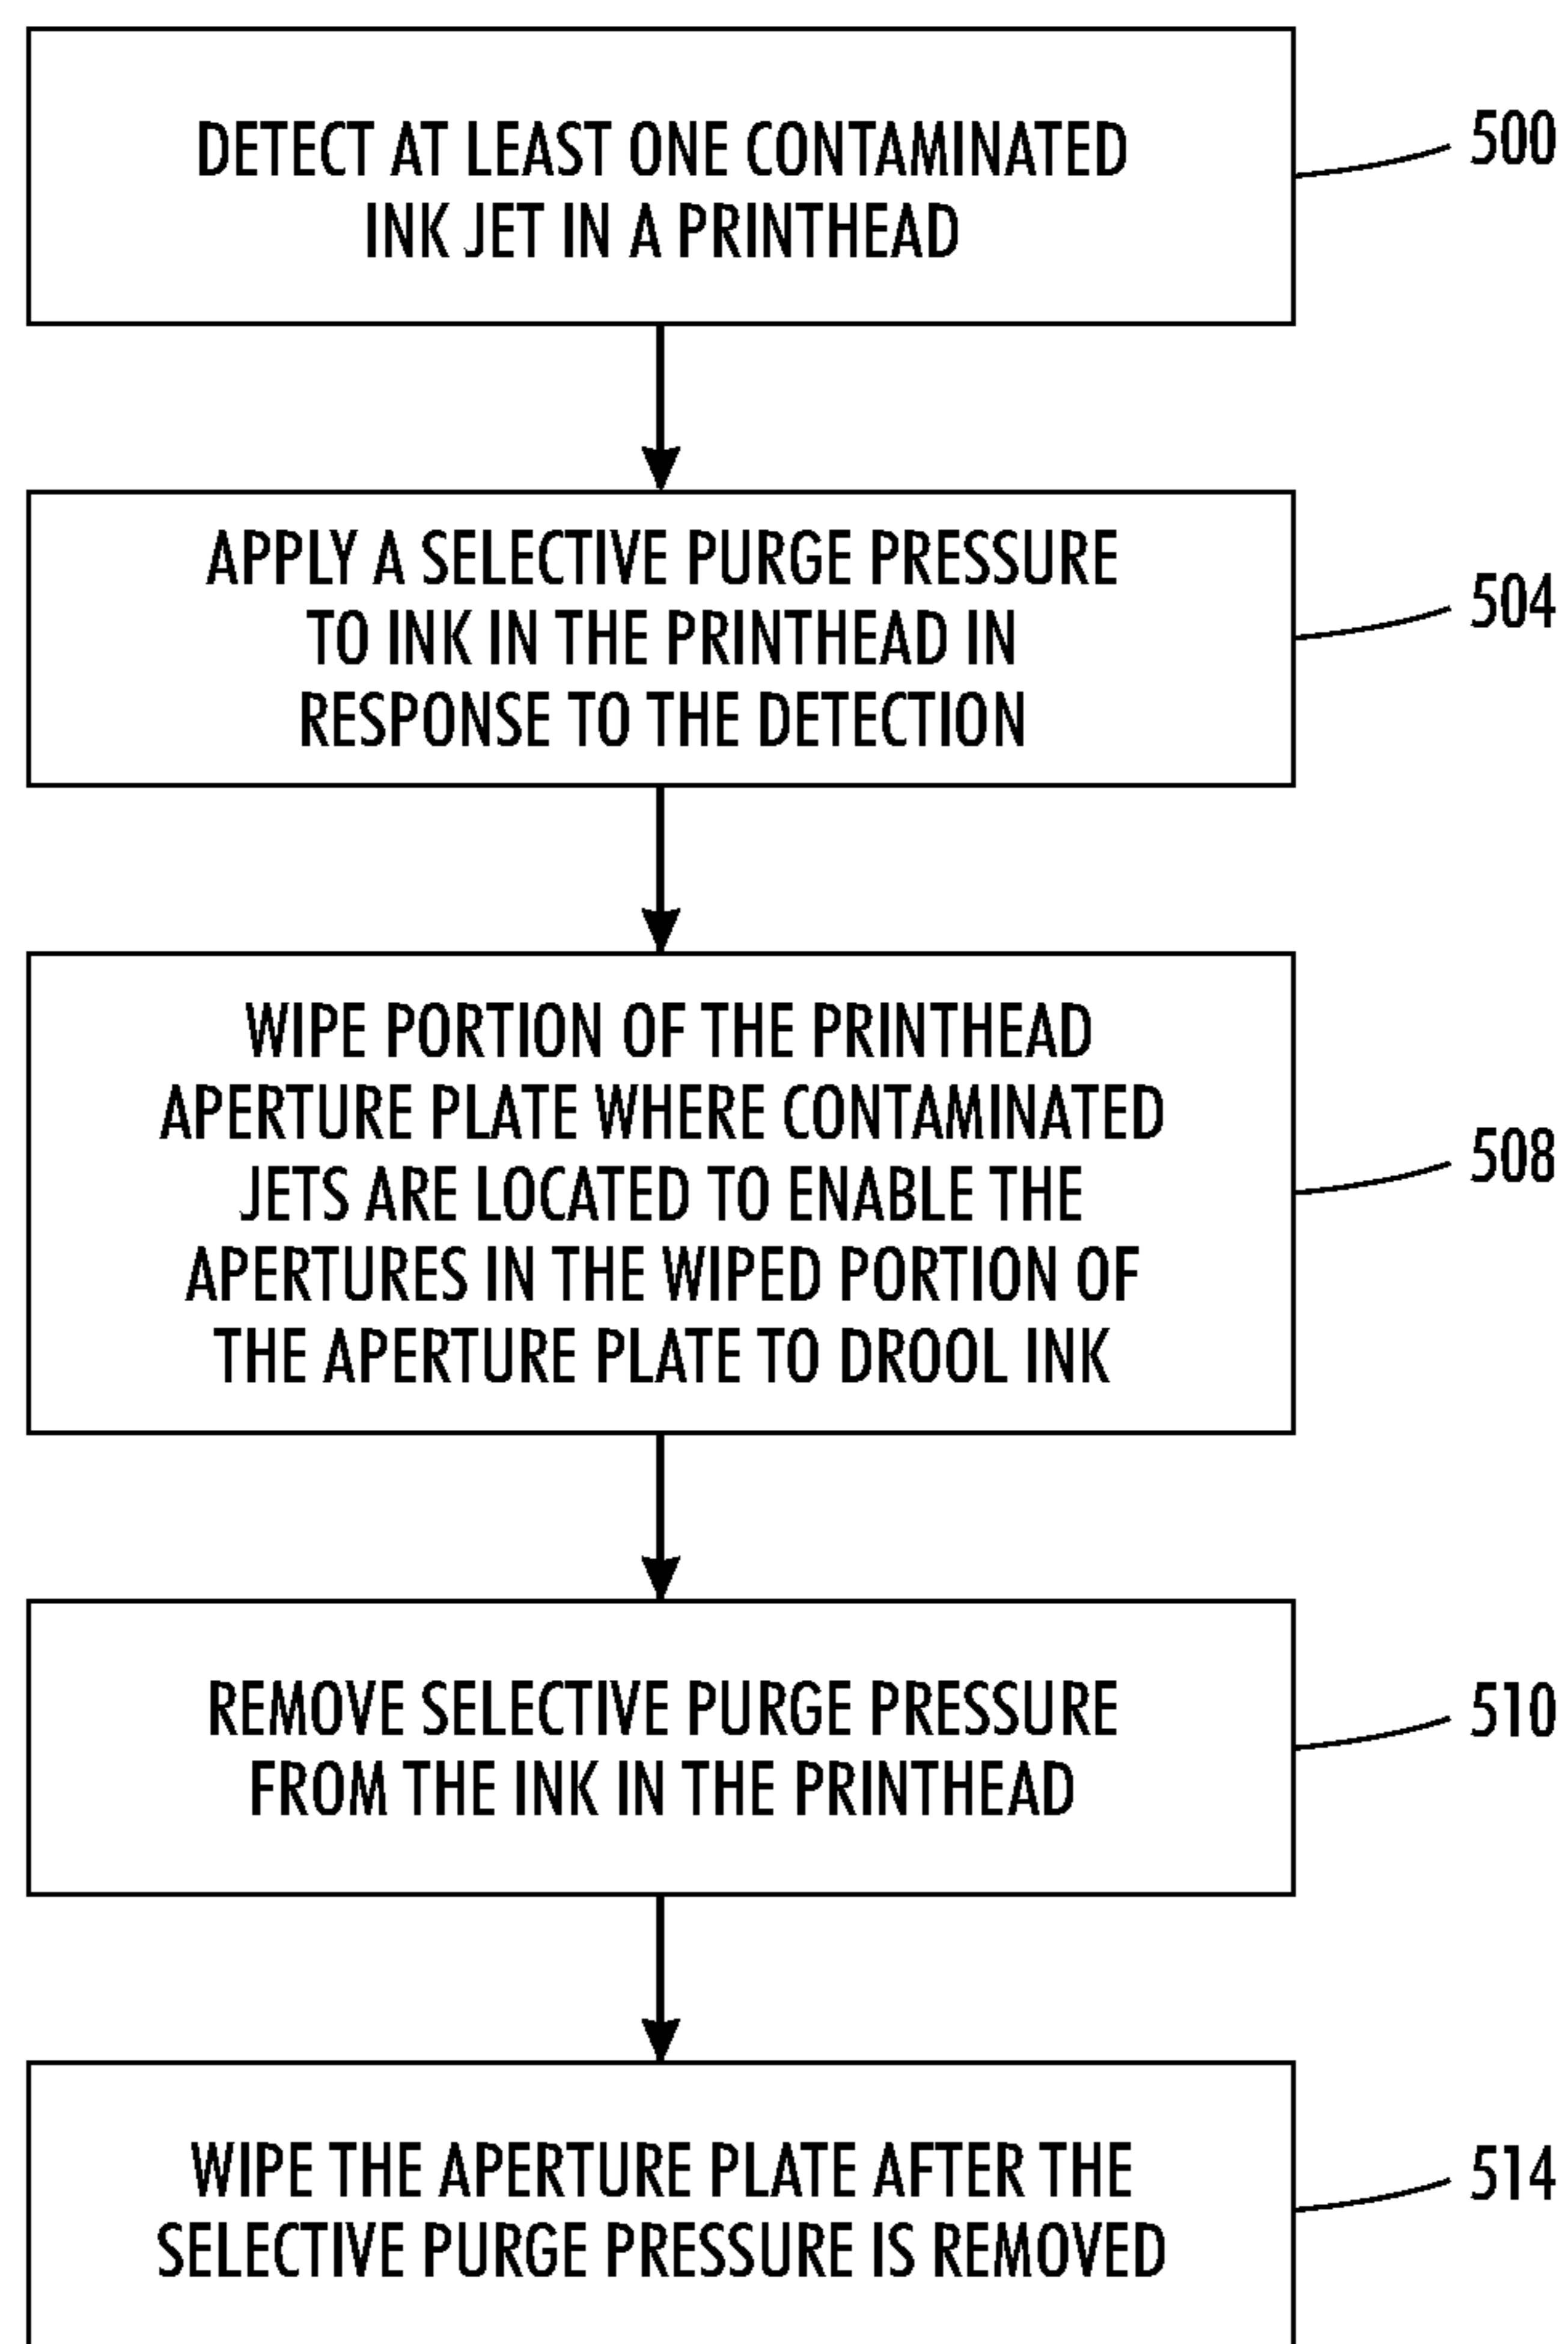 DETECT AT LEAST ONE CONTAMINATED
INK JET IN A PRINTHEAD
500
APPLY A SELECTIVE PURGE PRESSURE
TO INK IN THE PRINTHEAD IN
RESPONSE TO THE DETECTION
504
WIPE PORTION OF THE PRINTHEAD
APERTURE PLATE WHERE CONTAMINATED
JETS ARE LOCATED TO ENABLE THE
APERTURES IN THE WIPED PORTION OF
THE APERTURE PLATE TO DROOL INK
508
REMOVE SELECTIVE PURGE PRESSURE
FROM THE INK IN THE PRINTHEAD
510
WIPE THE APERTURE PLATE AFTER THE
SELECTIVE PURGE PRESSURE IS REMOVED
514